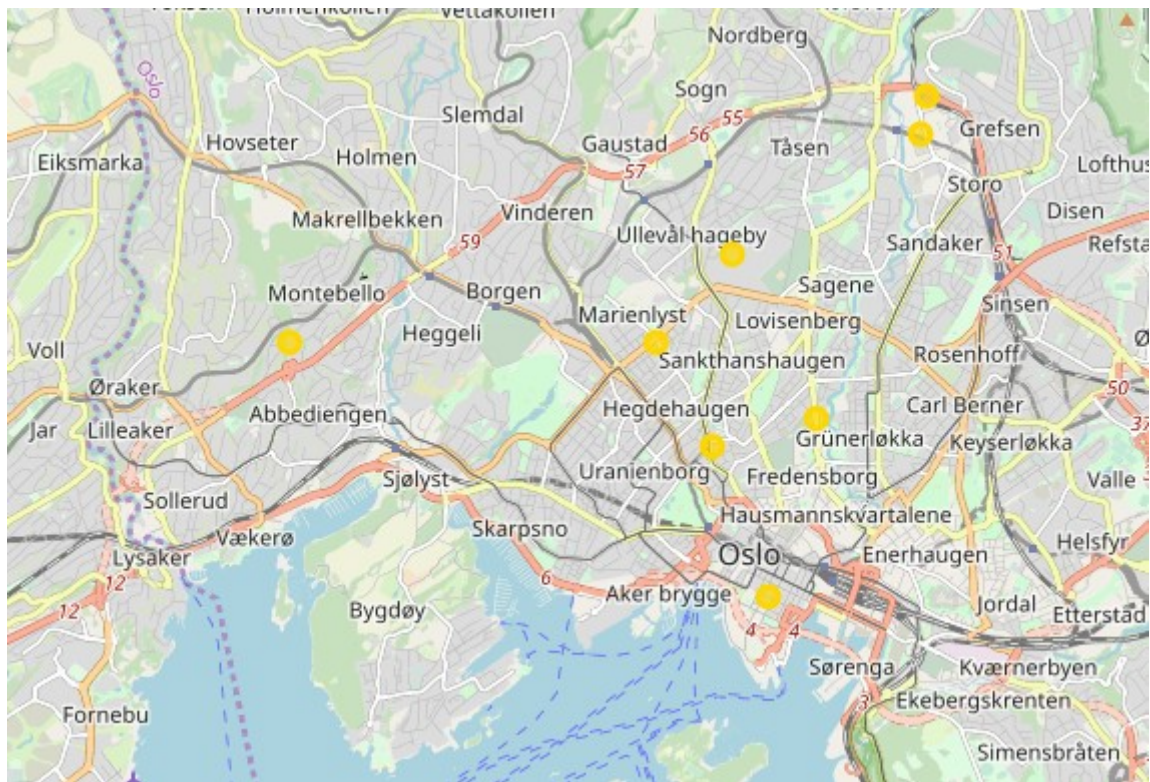 Holmenkollen
Vettakollen
Oslo
Nordberg
Sogn
Slemdal
55
56
Grefsen
Hovseter
Gaustad
Tåsen
Eiksmarka
Holmen
57
Lofthus
Storo
Makrellbekken
Vinderen
Disen
Ullevål hageby
59
Sandaker
51
Refsta
Montebello
Borgen
Sagene
Sinsen
Marienlyst
Lovisenberg
Heggeli
Voll
Sankthanshaugen
Rosenhoff
Øraker
50
Abbediengen
Hegdehaugen
Carl Berner
Jar
Lilleaker
37
Grünerløkka
Keyserløkka
Uranienborg
Fredensborg
Sjølyst
Valle
Sollerud
Hausmannskvartalene
Skarpsno
Vækerø
Helsfyr
Lysaker
Oslo
Enerhaugen
12
6
Aker brygge
12
Bygdøy
Jordal
Etterstad
4
4
Sørenga
Kværnerbyen
3
Ekebergskrenten
Fornebu
Simensbråten